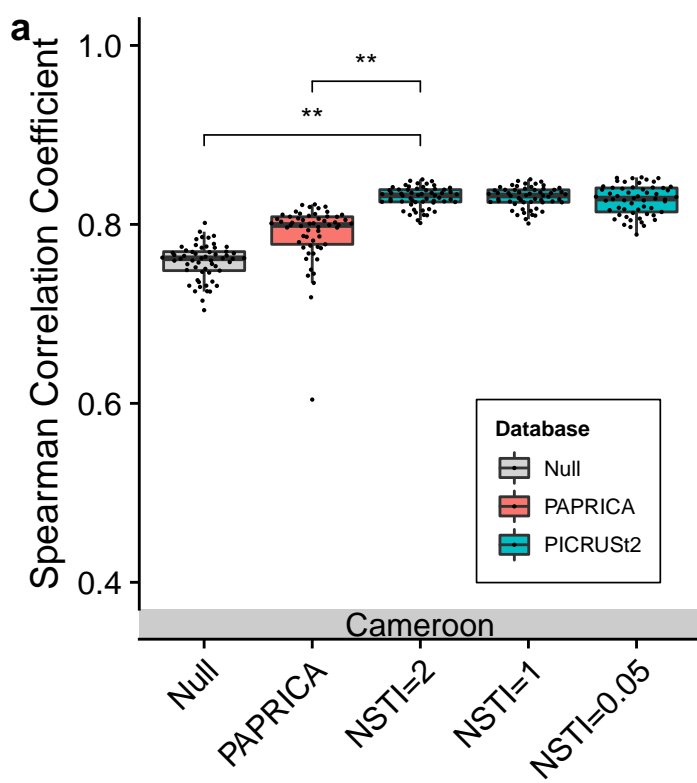 a
Spearman Correlation Coefficient
1.0
0.8
0.6
0.4
**
**
Database
Null
PAPRICA
PICRUSt2
Cameroon
Null
PAPRICA
NSTI=2
NSTI=1
NSTI=0.05